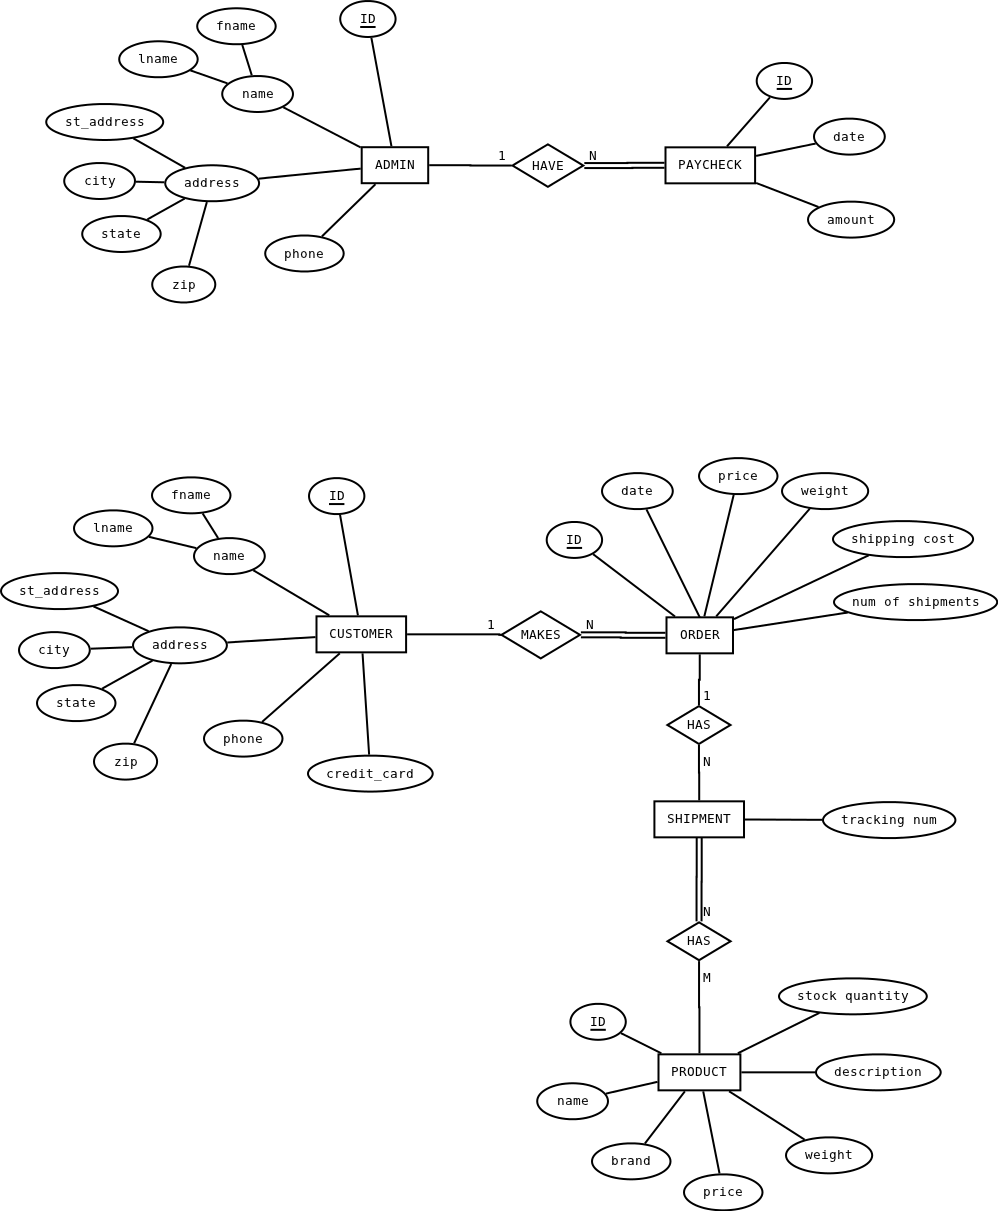 ID
fname
lname
name
ID
st_address
date
1
N
ADMIN
HAVE
PAYCHECK
city
address
amount
state
phone
zip
price
date
weight
fname
ID
lname
ID
shipping cost
name
st_address
num of shipments
1
N
CUSTOMER
MAKES
ORDER
address
city
state
1
HAS
phone
zip
N
credit_card
SHIPMENT
tracking num
N
HAS
M
stock quantity
ID
PRODUCT
description
name
weight
brand
price